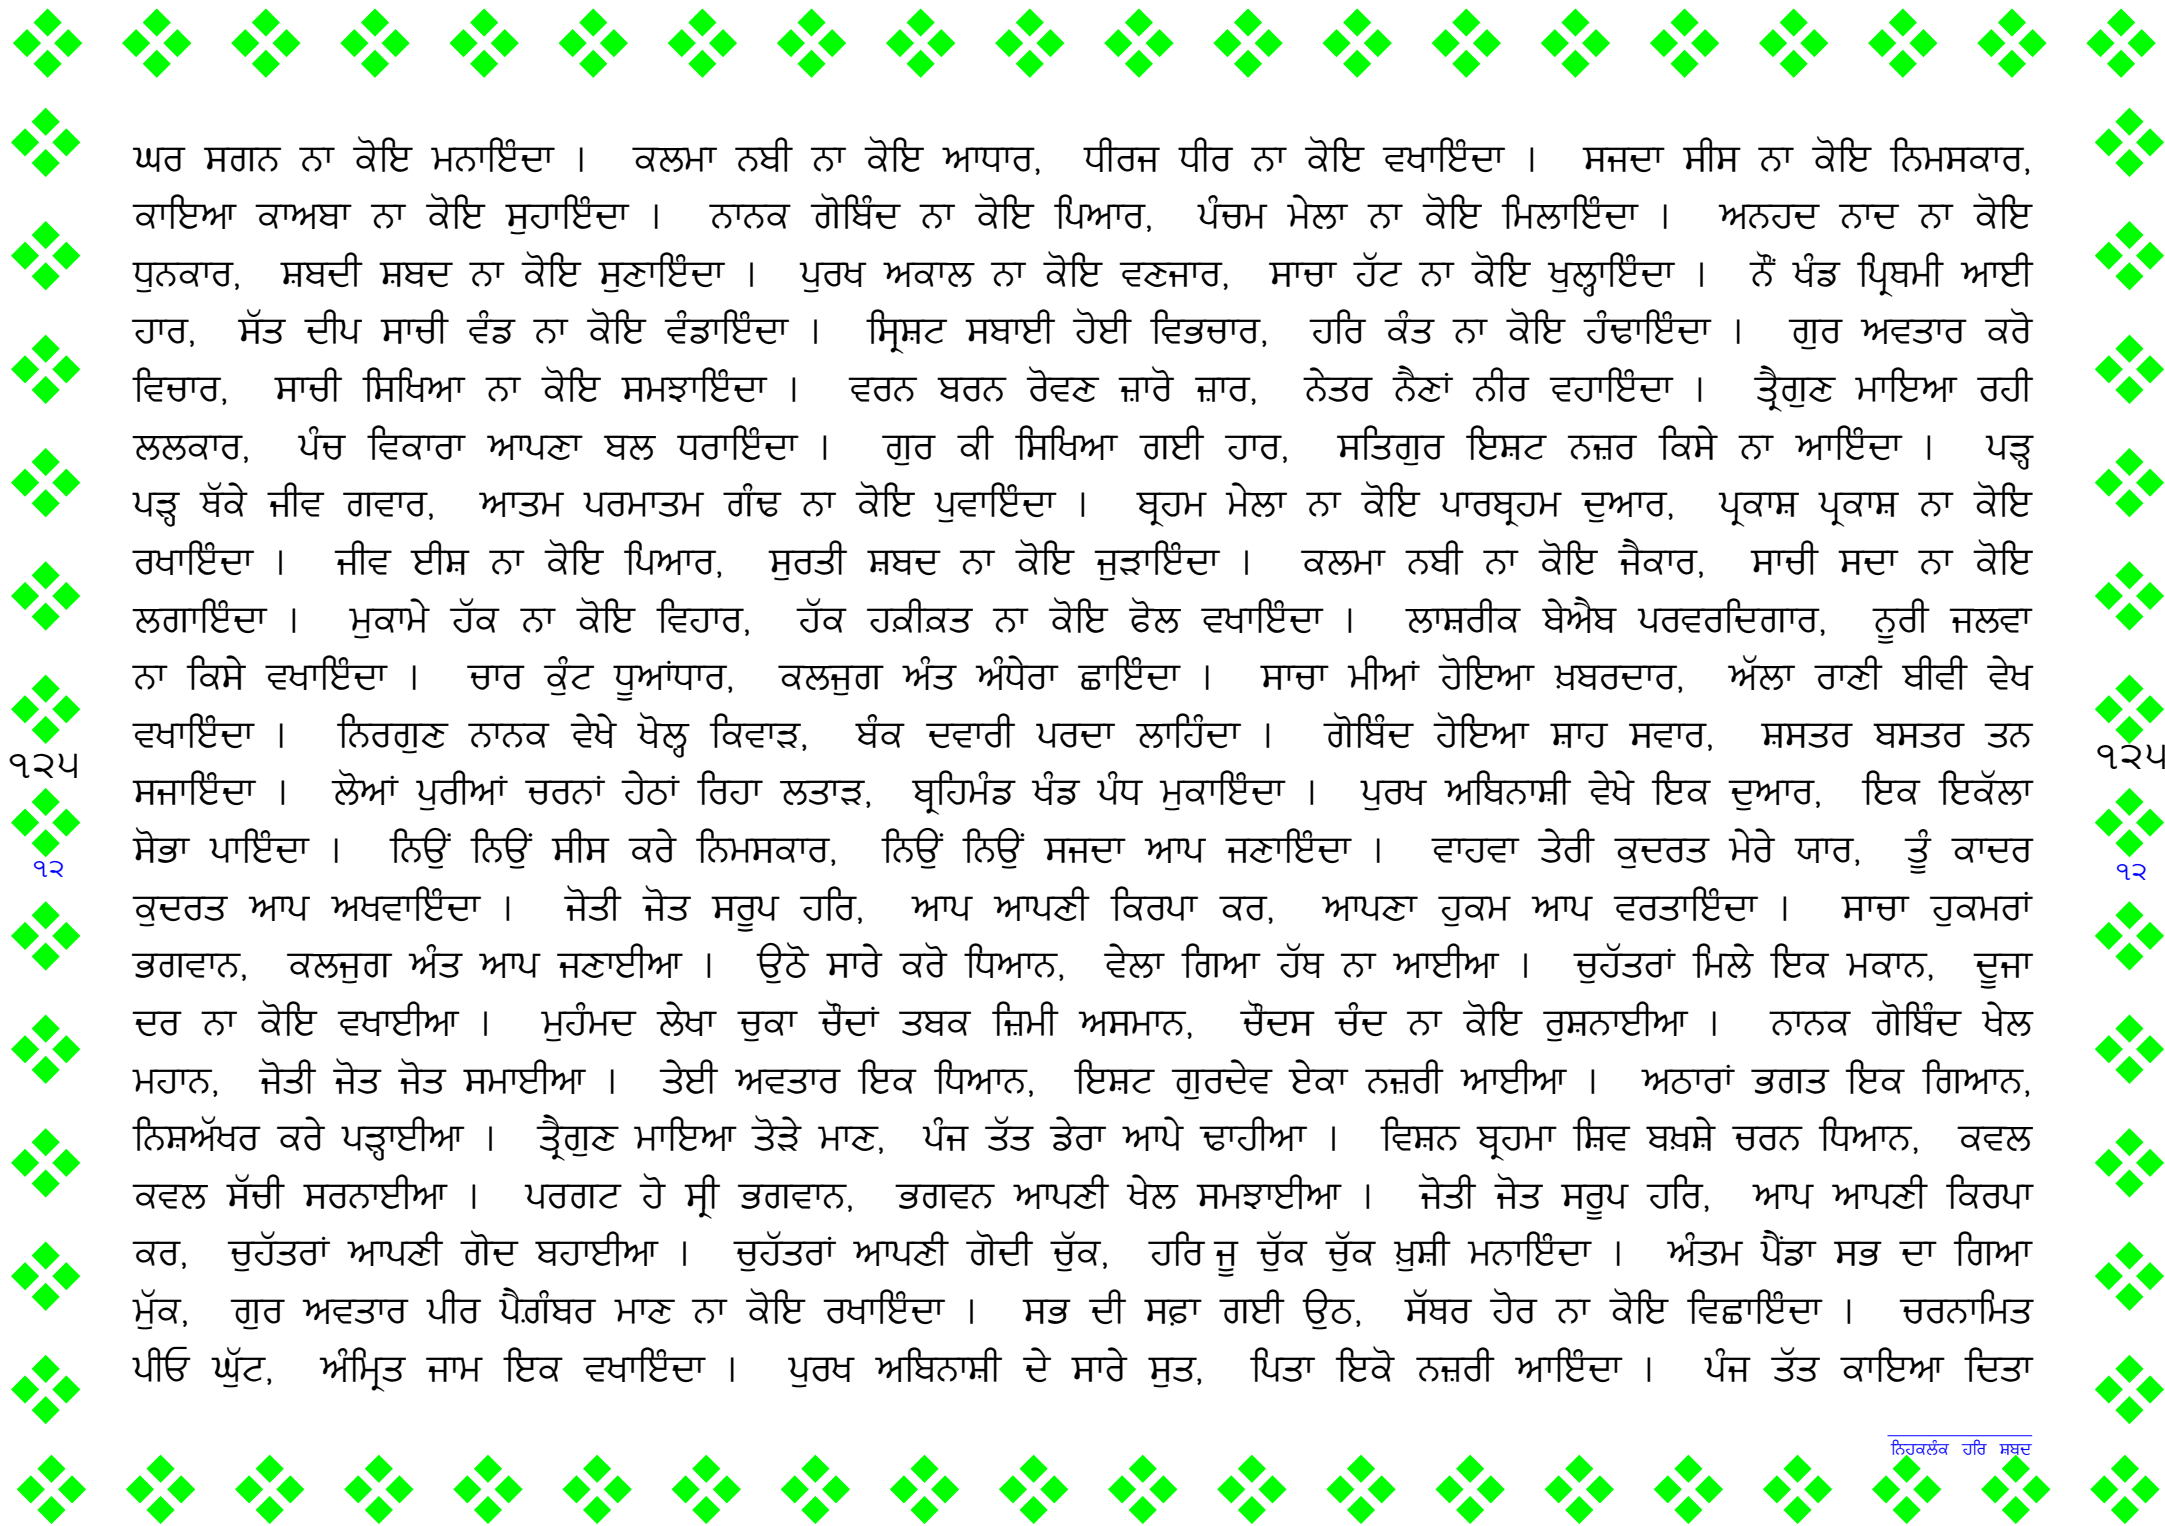 ਘਰ ਸਗਨ ਨਾ ਕੋਇ ਮਨਾਇੰਦਾ । ਕਲਮਾ ਨਬੀ ਨਾ ਕੋਇ ਆਧਾਰ, ਧੀਰਜ ਧੀਰ ਨਾ ਕੋਇ ਵਖਾਇੰਦਾ । ਸਜਦਾ ਸੀਸ ਨਾ ਕੋਇ ਨਿਮਸਕਾਰ,
ਕਾਇਆ ਕਾਅਬਾ ਨਾ ਕੋਇ ਸੁਹਾਇੰਦਾ । ਨਾਨਕ ਗੋਬਿੰਦ ਨਾ ਕੋਇ ਪਿਆਰ, ਪੰਚਮ ਮੇਲਾ ਨਾ ਕੋਇ ਮਿਲਾਇੰਦਾ । ਅਨਹਦ ਨਾਦ ਨਾ ਕੋਇ
ਧੁਨਕਾਰ, ਸ਼ਬਦੀ ਸ਼ਬਦ ਨਾ ਕੋਇ ਸੁਣਾਇੰਦਾ । ਪੁਰਖ ਅਕਾਲ ਨਾ ਕੋਇ ਵਣਜਾਰ, ਸਾਚਾ ਹੱਟ ਨਾ ਕੋਇ ਖੁਲ੍ਹਾਇੰਦਾ । ਨੌਂ ਖੰਡ ਪ੍ਰਿਥਮੀ ਆਈ
ਹਾਰ, ਸੱਤ ਦੀਪ ਸਾਚੀ ਵੰਡ ਨਾ ਕੋਇ ਵੰਡਾਇੰਦਾ । ਸ੍ਰਿਸ਼ਟ ਸਬਾਈ ਹੋਈ ਵਿਭਚਾਰ, ਹਰਿ ਕੰਤ ਨਾ ਕੋਇ ਹੰਢਾਇੰਦਾ । ਗੁਰ ਅਵਤਾਰ ਕਰੋ
ਵਿਚਾਰ, ਸਾਚੀ ਸਿਖਿਆ ਨਾ ਕੋਇ ਸਮਝਾਇੰਦਾ । ਵਰਨ ਬਰਨ ਰੋਵਣ ਜ਼ਾਰੋ ਜ਼ਾਰ, ਨੇਤਰ ਨੈਣਾਂ ਨੀਰ ਵਹਾਇੰਦਾ । ਤ੍ਰੈਗੁਣ ਮਾਇਆ ਰਹੀ
ਲਲਕਾਰ, ਪੰਚ ਵਿਕਾਰਾ ਆਪਣਾ ਬਲ ਧਰਾਇੰਦਾ । ਗੁਰ ਕੀ ਸਿਖਿਆ ਗਈ ਹਾਰ, ਸਤਿਗੁਰ ਇਸ਼ਟ ਨਜ਼ਰ ਕਿਸੇ ਨਾ ਆਇੰਦਾ । ਪੜ੍ਹ
ਪੜ੍ਹ ਥੱਕੇ ਜੀਵ ਗਵਾਰ, ਆਤਮ ਪਰਮਾਤਮ ਗੰਢ ਨਾ ਕੋਇ ਪੁਵਾਇੰਦਾ । ਬ੍ਰਹਮ ਮੇਲਾ ਨਾ ਕੋਇ ਪਾਰਬ੍ਰਹਮ ਦੁਆਰ, ਪ੍ਰਕਾਸ਼ ਪ੍ਰਕਾਸ਼ ਨਾ ਕੋਇ
ਰਖਾਇੰਦਾ । ਜੀਵ ਈਸ਼ ਨਾ ਕੋਇ ਪਿਆਰ, ਸੁਰਤੀ ਸ਼ਬਦ ਨਾ ਕੋਇ ਜੁੜਾਇੰਦਾ । ਕਲਮਾ ਨਬੀ ਨਾ ਕੋਇ ਜੈਕਾਰ, ਸਾਚੀ ਸਦਾ ਨਾ ਕੋਇ
ਲਗਾਇੰਦਾ । ਮੁਕਾਮੇ ਹੱਕ ਨਾ ਕੋਇ ਵਿਹਾਰ, ਹੱਕ ਹਕ਼ੀਕ਼ਤ ਨਾ ਕੋਇ ਫੋਲ ਵਖਾਇੰਦਾ । ਲਾਸ਼ਰੀਕ ਬੇਐਬ ਪਰਵਰਦਿਗਾਰ, ਨੂਰੀ ਜਲਵਾ
ਨਾ ਕਿਸੇ ਵਖਾਇੰਦਾ । ਚਾਰ ਕੁੰਟ ਧੂਆਂਧਾਰ, ਕਲਜੁਗ ਅੰਤ ਅੰਧੇਰਾ ਛਾਇੰਦਾ । ਸਾਚਾ ਮੀਆਂ ਹੋਇਆ ਖ਼ਬਰਦਾਰ, ਅੱਲਾ ਰਾਣੀ ਬੀਵੀ ਵੇਖ
ਵਖਾਇੰਦਾ । ਨਿਰਗੁਣ ਨਾਨਕ ਵੇਖੇ ਖੋਲ੍ਹ ਕਿਵਾੜ, ਬੰਕ ਦਵਾਰੀ ਪਰਦਾ ਲਾਹਿੰਦਾ । ਗੋਬਿੰਦ ਹੋਇਆ ਸ਼ਾਹ ਸਵਾਰ, ਸ਼ਸਤਰ ਬਸਤਰ ਤਨ
੧੨੫ ੧੨੫
ਸਜਾਇੰਦਾ । ਲੋਆਂ ਪੁਰੀਆਂ ਚਰਨਾਂ ਹੇਠਾਂ ਰਿਹਾ ਲਤਾੜ, ਬ੍ਰਹਿਮੰਡ ਖੰਡ ਪੰਧ ਮੁਕਾਇੰਦਾ । ਪੁਰਖ ਅਬਿਨਾਸ਼ੀ ਵੇਖੇ ਇਕ ਦੁਆਰ, ਇਕ ਇਕੱਲਾ
ਸੋਭਾ ਪਾਇੰਦਾ । ਨਿਉਂ ਨਿਉਂ ਸੀਸ ਕਰੇ ਨਿਮਸਕਾਰ, ਨਿਉਂ ਨਿਉਂ ਸਜਦਾ ਆਪ ਜਣਾਇੰਦਾ । ਵਾਹਵਾ ਤੇਰੀ ਕੁਦਰਤ ਮੇਰੇ ਯਾਰ, ਤੂੰ ਕਾਦਰ
੧੨ ੧੨
ਕੁਦਰਤ ਆਪ ਅਖਵਾਇੰਦਾ । ਜੋਤੀ ਜੋਤ ਸਰੂਪ ਹਰਿ, ਆਪ ਆਪਣੀ ਕਿਰਪਾ ਕਰ, ਆਪਣਾ ਹੁਕਮ ਆਪ ਵਰਤਾਇੰਦਾ । ਸਾਚਾ ਹੁਕਮਰਾਂ
ਭਗਵਾਨ, ਕਲਜੁਗ ਅੰਤ ਆਪ ਜਣਾਈਆ । ਉਠੋ ਸਾਰੇ ਕਰੋ ਧਿਆਨ, ਵੇਲਾ ਗਿਆ ਹੱਥ ਨਾ ਆਈਆ । ਚੁਹੱਤਰਾਂ ਮਿਲੇ ਇਕ ਮਕਾਨ, ਦੂਜਾ
ਦਰ ਨਾ ਕੋਇ ਵਖਾਈਆ । ਮੁਹੰਮਦ ਲੇਖਾ ਚੁਕਾ ਚੌਦਾਂ ਤਬਕ ਜ਼ਿਮੀ ਅਸਮਾਨ, ਚੌਦਸ ਚੰਦ ਨਾ ਕੋਇ ਰੁਸ਼ਨਾਈਆ । ਨਾਨਕ ਗੋਬਿੰਦ ਖੇਲ
ਮਹਾਨ, ਜੋਤੀ ਜੋਤ ਜੋਤ ਸਮਾਈਆ । ਤੇਈ ਅਵਤਾਰ ਇਕ ਧਿਆਨ, ਇਸ਼ਟ ਗੁਰਦੇਵ ਏਕਾ ਨਜ਼ਰੀ ਆਈਆ । ਅਠਾਰਾਂ ਭਗਤ ਇਕ ਗਿਆਨ,
ਨਿਸ਼ਅੱਖਰ ਕਰੇ ਪੜ੍ਹਾਈਆ । ਤ੍ਰੈਗੁਣ ਮਾਇਆ ਤੋੜੇ ਮਾਣ, ਪੰਜ ਤੱਤ ਡੇਰਾ ਆਪੇ ਢਾਹੀਆ । ਵਿਸ਼ਨ ਬ੍ਰਹਮਾ ਸ਼ਿਵ ਬਖ਼ਸ਼ੇ ਚਰਨ ਧਿਆਨ, ਕਵਲ
ਕਵਲ ਸੱਚੀ ਸਰਨਾਈਆ । ਪਰਗਟ ਹੋ ਸ੍ਰੀ ਭਗਵਾਨ, ਭਗਵਨ ਆਪਣੀ ਖੇਲ ਸਮਝਾਈਆ । ਜੋਤੀ ਜੋਤ ਸਰੂਪ ਹਰਿ, ਆਪ ਆਪਣੀ ਕਿਰਪਾ
ਕਰ, ਚੁਹੱਤਰਾਂ ਆਪਣੀ ਗੋਦ ਬਹਾਈਆ । ਚੁਹੱਤਰਾਂ ਆਪਣੀ ਗੋਦੀ ਚੁੱਕ, ਹਰਿ ਜੂ ਚੁੱਕ ਚੁੱਕ ਖ਼ੁਸ਼ੀ ਮਨਾਇੰਦਾ । ਅੰਤਮ ਪੈਂਡਾ ਸਭ ਦਾ ਗਿਆ
ਮੁੱਕ, ਗੁਰ ਅਵਤਾਰ ਪੀਰ ਪੈਗ਼ੰਬਰ ਮਾਣ ਨਾ ਕੋਇ ਰਖਾਇੰਦਾ । ਸਭ ਦੀ ਸਫ਼ਾ ਗਈ ਉਠ, ਸੱਥਰ ਹੋਰ ਨਾ ਕੋਇ ਵਿਛਾਇੰਦਾ । ਚਰਨਾਮਿਤ
ਪੀਓ ਘੁੱਟ, ਅੰਮ੍ਰਿਤ ਜਾਮ ਇਕ ਵਖਾਇੰਦਾ । ਪੁਰਖ ਅਬਿਨਾਸ਼ੀ ਦੇ ਸਾਰੇ ਸੁਤ, ਪਿਤਾ ਇਕੋ ਨਜ਼ਰੀ ਆਇੰਦਾ । ਪੰਜ ਤੱਤ ਕਾਇਆ ਦਿਤਾ
ਨਿਹਕਲੰਕ ਹਰਿ ਸ਼ਬਦ